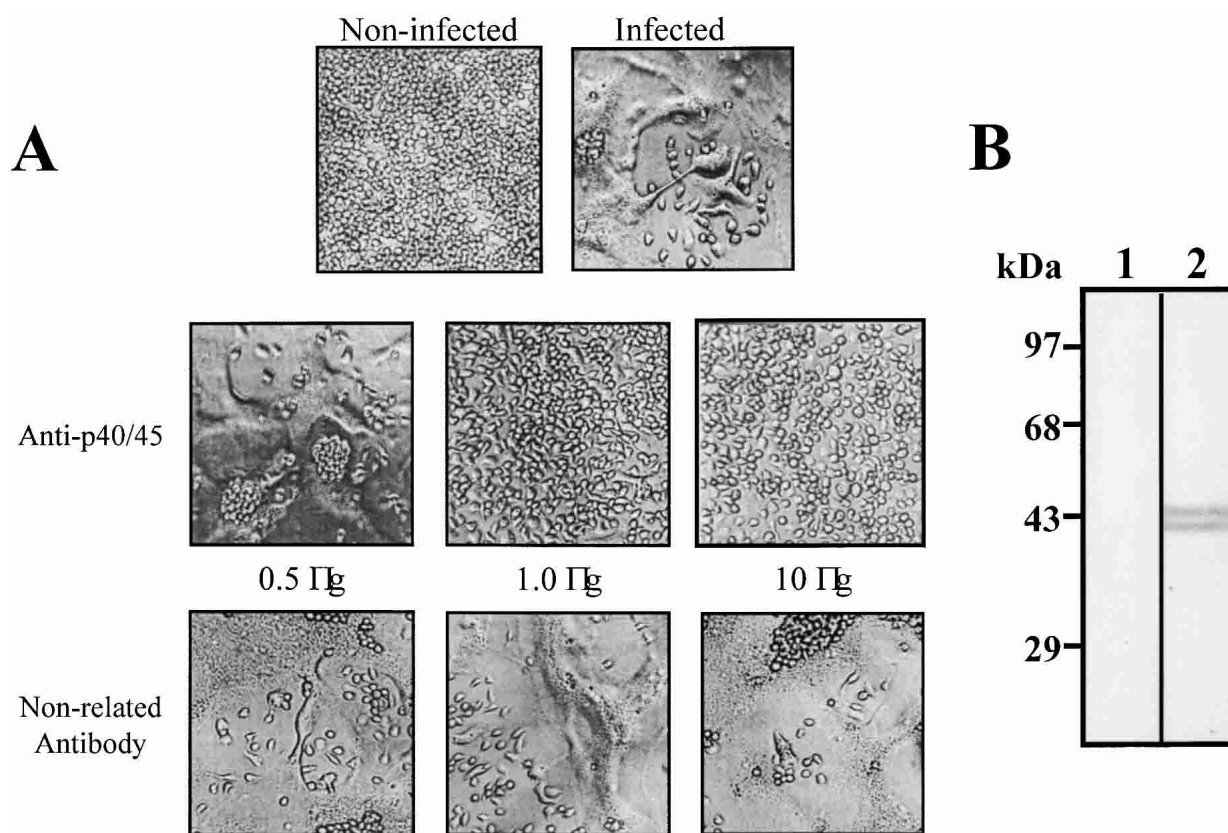 Non-infected Infected
A
B
kDa 1 2
97
68
43
29
Anti-p40/45
0.5 Πg 1.0 Πg 10 Πg
Non-related
Antibody